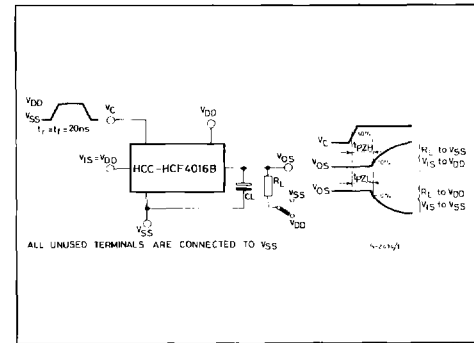 VDD
VSS
tr = tf = 20ns
VC
VDD
VIS = VDD
HCC-HCF4016B
VSS
CL
RL
VOS
VSS
VDD
VC
50%
tPZH
10%
VOS
RL to VSS
VIS to VDD
tPZL
VOS
10%
RL to VDD
VIS to VSS
ALL UNUSED TERMINALS ARE CONNECTED TO VSS